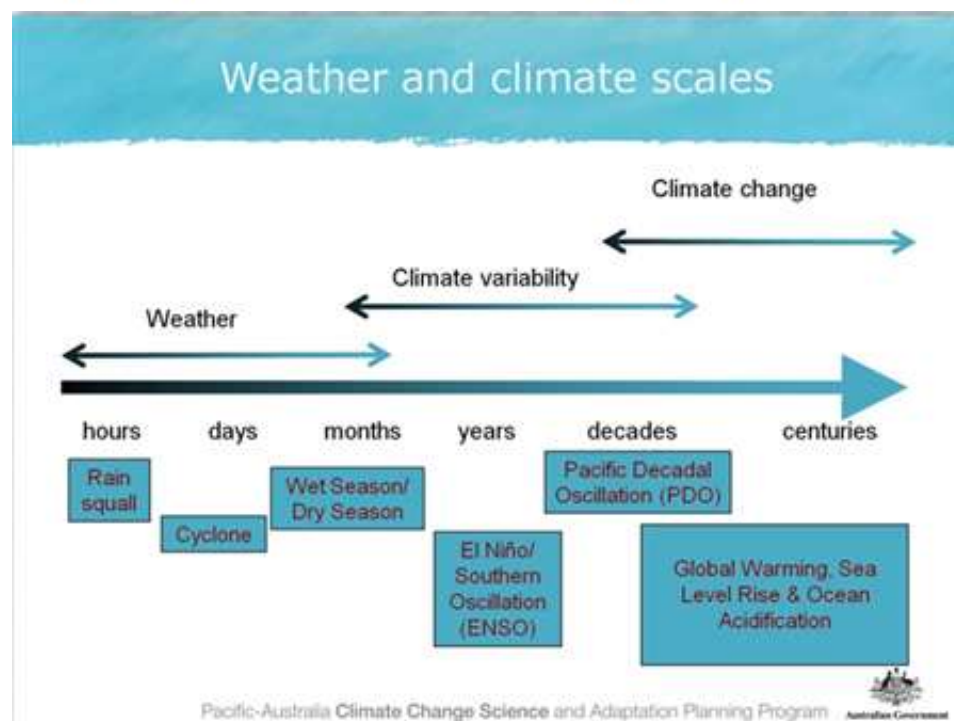 Weather and climate scales
Climate change
Climate variability
Weather
hours days months years decades centuries
Rain
squall
Cyclone
Wet Season/
Dry Season
El Niño/
Southern
Oscillation
(ENSO)
Pacific Decadal
Oscillation (PDO)
Global Warming, Sea
Level Rise & Ocean
Acidification
Pacific-Australia Climate Change Science and Adaptation Planning Program
Australian Government